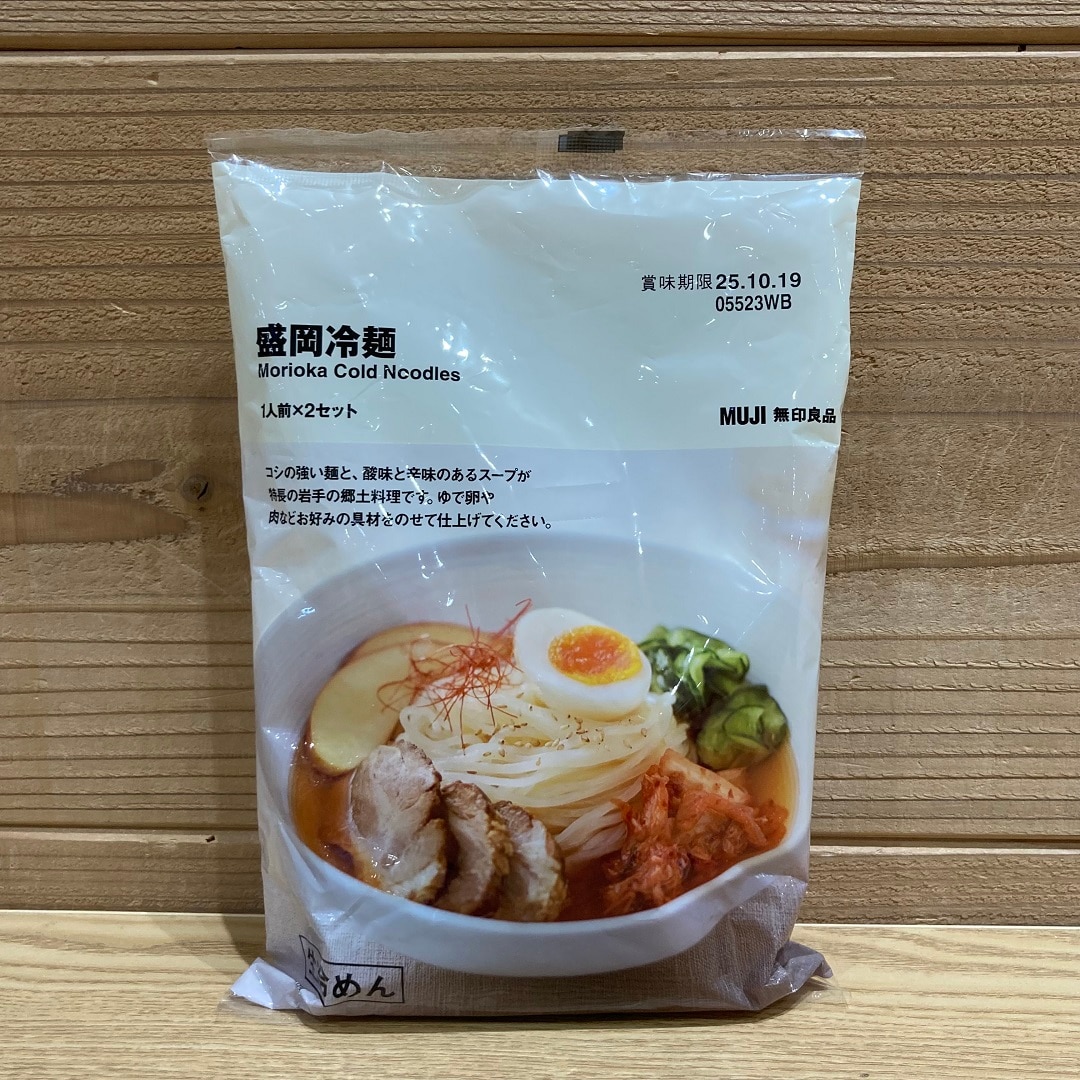 賞味期限25.10.19
05523WB
盛岡冷麺
Morioka Cold Noodles
1人前×2セット
MUJI 無印良品
コシの強い麺と、酸味と辛味のあるスープが
特長の岩手の郷土料理です。ゆで卵や
肉などお好みの具材をのせて仕上げてください。
めん